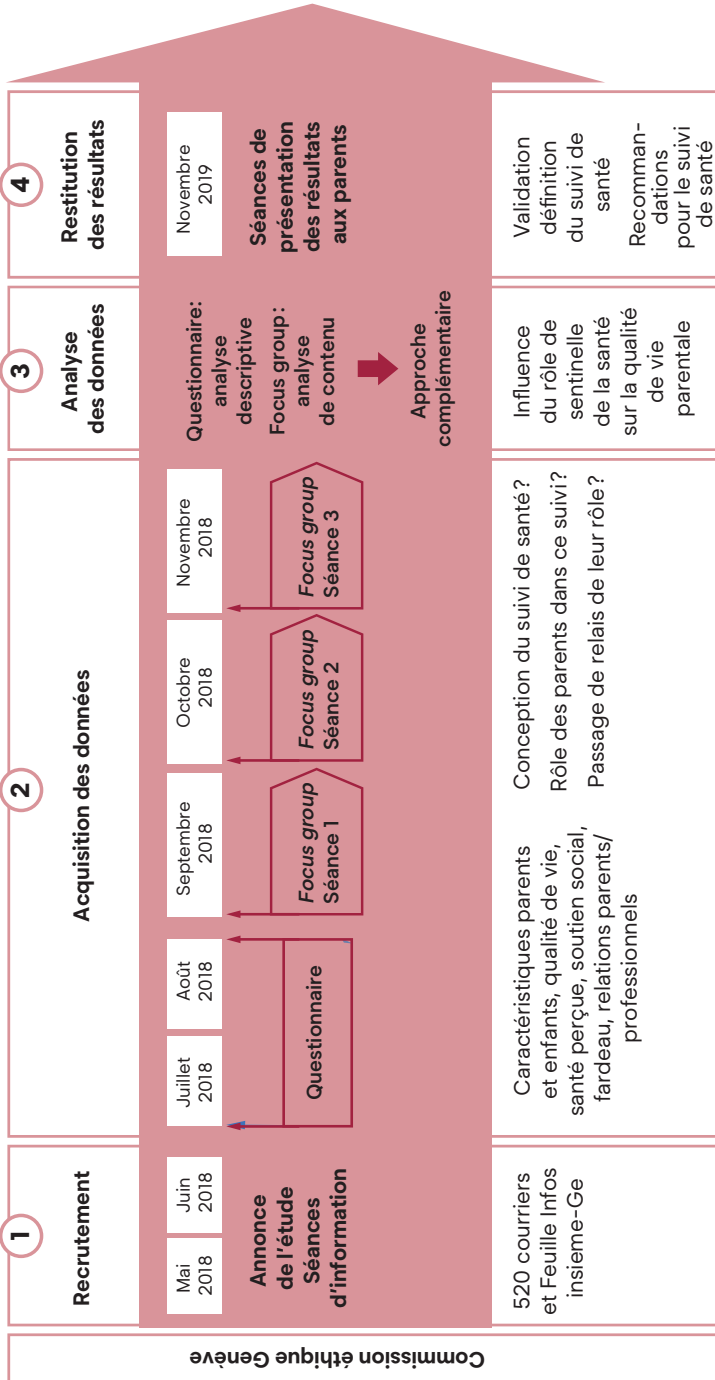 Commission éthique Genève
1
Recrutement
Mai
2018
Juin
2018
Annonce
de l'étude
Séances
d'information
520 courriers
et Feuille Infos
insieme-Ge
2
Acquisition des données
Juillet
2018
Août
2018
Septembre
2018
Octobre
2018
Novembre
2018
Questionnaire
Focus group
Séance 1
Focus group
Séance 2
Focus group
Séance 3
Caractéristiques parents
et enfants, qualité de vie,
santé perçue, soutien social,
fardeau, relations parents/
professionnels
Conception du suivi de santé?
Rôle des parents dans ce suivi?
Passage de relais de leur rôle?
3
Analyse
des données
Questionnaire:
analyse
descriptive
Focus group:
analyse
de contenu
Approche
complémentaire
Influence
du rôle de
sentinelle
de la santé
sur la qualité
de vie
parentale
4
Restitution
des résultats
Novembre
2019
Séances de
présentation
des résultats
aux parents
Validation
définition
du suivi de
santé
Recomman-
dations
pour le suivi
de santé